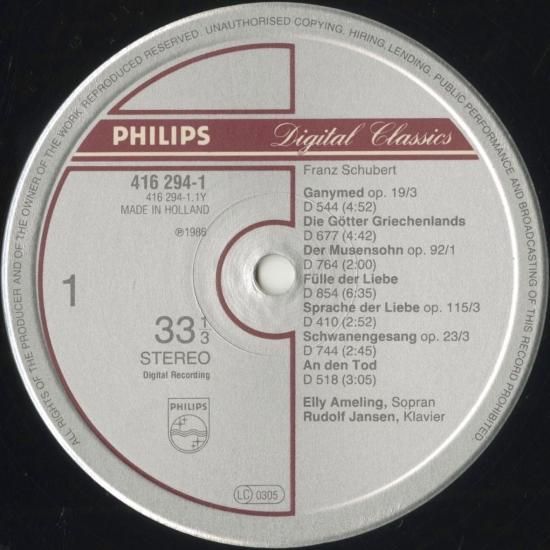 ALL RIGHTS OF THE PRODUCER AND OF THE OWNER OF THE WORK REPRODUCED RESERVED. UNAUTHORISED COPYING, HIRING, LENDING, PUBLIC PERFORMANCE AND BROADCASTING OF THIS RECORD PROHIBITED.
PHILIPS
Digital Classics
416 294-1
416 294-1.1Y
MADE IN HOLLAND
℗1986
1
33 1/3
STEREO
Digital Recording
PHILIPS
LC 0305
Franz Schubert
Ganymed op. 19/3
D 544 (4:52)
Die Götter Griechenlands
D 677 (4:42)
Der Musensohn op. 92/1
D 764 (2:00)
Fülle der Liebe
D 854 (6:35)
Sprache der Liebe op. 115/3
D 410 (2:52)
Schwanengesang op. 23/3
D 744 (2:45)
An den Tod
D 518 (3:05)
Elly Ameling, Sopran
Rudolf Jansen, Klavier